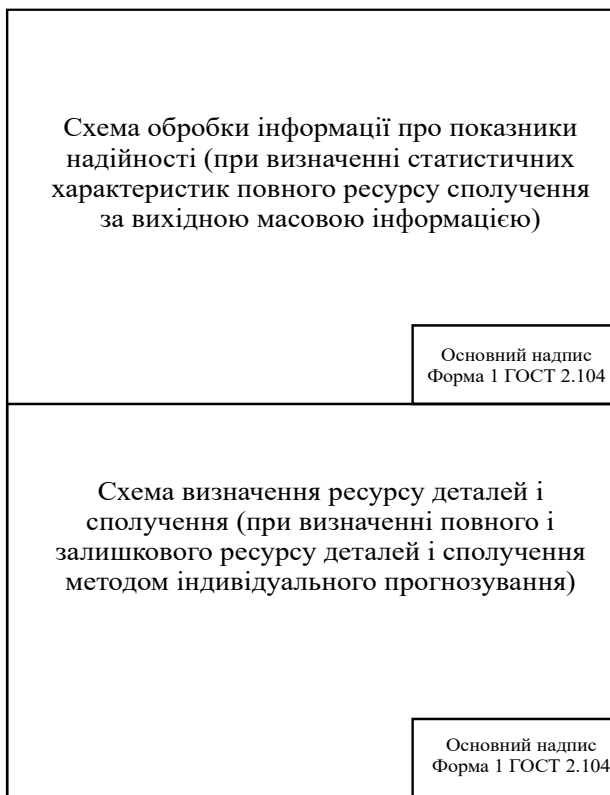 Схема обробки інформації про показники
надійності (при визначенні статистичних
характеристик повного ресурсу сполучення
за вихідною масовою інформацією)
Основний надпис
Форма 1 ГОСТ 2.104
Схема визначення ресурсу деталей і
сполучення (при визначенні повного і
залишкового ресурсу деталей і сполучення
методом індивідуального прогнозування)
Основний надпис
Форма 1 ГОСТ 2.104